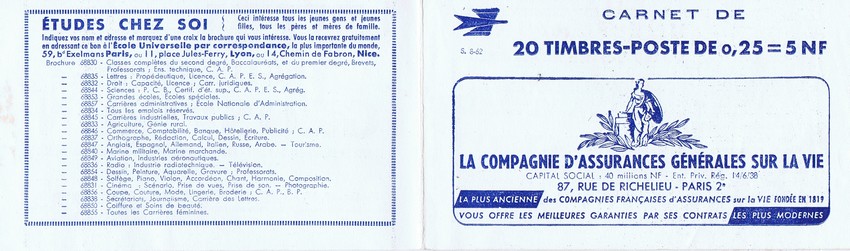 ÉTUDES CHEZ SOI
Ceci intéresse tous les jeunes gens et jeunes
filles, tous les pères et mères de famille.
Indiquez vos nom et adresse et marquez d'une croix la brochure qui vous intéresse. Vous la recevrez gratuitement
en adressant ce bon à l'École Universelle par correspondance, la plus importante du monde,
59, bd Exelmans Paris, ou 11, place Jules-Ferry, Lyon, ou 14, Chemin de Fabron, Nice.
Brochure 68830 - Classes complètes du second degré, Baccalauréats, et du premier degré, Brevets,
Professorats; Ens. technique, C. A. P.
— 68835 - Lettres: Propédeutique, Licence, C. A. P. E. S., Agrégation.
— 68832 - Droit: Capacité, Licence; Carr. juridiques.
— 68844 - Sciences: P. C. B., Certif. d'ét. sup., C. A. P. E. S., Agrég.
— 68853 - Grandes écoles, Ecoles spéciales.
— 68857 - Carrières administratives; École Nationale d'Administration.
— 68834 - Tous les emplois réservés.
— 68845 - Carrières industrielles, Travaux publics; C. A. P.
— 68833 - Agriculture, Génie rural.
— 68846 - Commerce, Comptabilité, Banque, Hôtellerie, Publicité; C. A. P.
— 68837 - Orthographe, Rédaction, Calcul, Dessin, Écriture.
— 68847 - Anglais, Espagnol, Allemand, Italien, Russe, Arabe. — Tourisme.
— 68840 - Marine militaire, Marine marchande.
— 68849 - Aviation, Industries aéronautiques.
— 68836 - Radio: Industrie radiotechnique. - Télévision.
— 68854 - Dessin, Peinture, Aquarelle, Gravure; Professorats.
— 68848 - Solfège, Piano, Violon, Accordéon, Chant, Harmonie, Composition.
— 68831 - Cinéma: Scénario, Prise de vues, Prise de son. — Photographie.
— 68856 - Coupe, Couture, Mode, Lingerie, Broderie; C. A. P., B. P.
— 68838 - Secrétariats, Journalisme, Carrière des Lettres.
— 68850 - Coiffure et Soins de beauté.
— 68855 - Toutes les Carrières féminines.
CARNET DE
S. 8-62
20 TIMBRES-POSTE DE 0,25 = 5 NF
LA COMPAGNIE D'ASSURANCES GÉNÉRALES SUR LA VIE
CAPITAL SOCIAL: 40 millions NF - Ent. Priv. Rég. 14/6/38
87, RUE DE RICHELIEU - PARIS 2e
LA PLUS ANCIENNE des COMPAGNIES FRANÇAISES d'ASSURANCES sur la VIE FONDÉE EN 1819
VOUS OFFRE LES MEILLEURES GARANTIES PAR SES CONTRATS LES PLUS MODERNES